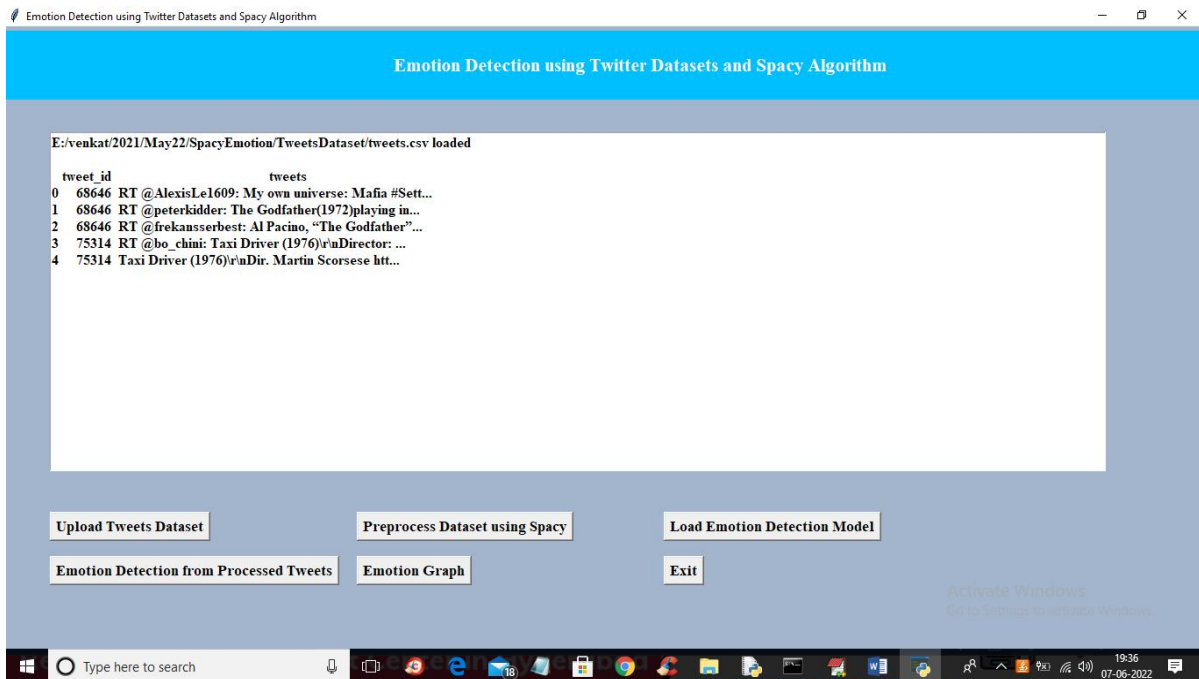 Emotion Detection using Twitter Datasets and Spacy Algorithm
Emotion Detection using Twitter Datasets and Spacy Algorithm
E:/venkat/2021/May22/SpacyEmotion/TweetsDataset/tweets.csv loaded
tweet_id tweets
0 68646 RT @AlexisLe1609: My own universe: Mafia #Sett...
1 68646 RT @peterkidder: The Godfather(1972)playing in...
2 68646 RT @frekansserbest: Al Pacino, “The Godfather”...
3 75314 RT @bo_chini: Taxi Driver (1976)\r\nDirector: ...
4 75314 Taxi Driver (1976)\r\nDir. Martin Scorsese htt...
Upload Tweets Dataset Preprocess Dataset using Spacy Load Emotion Detection Model
Emotion Detection from Processed Tweets Emotion Graph Exit
Activate Windows
Go to Settings to activate Windows.
Type here to search
18
19:36
07-06-2022